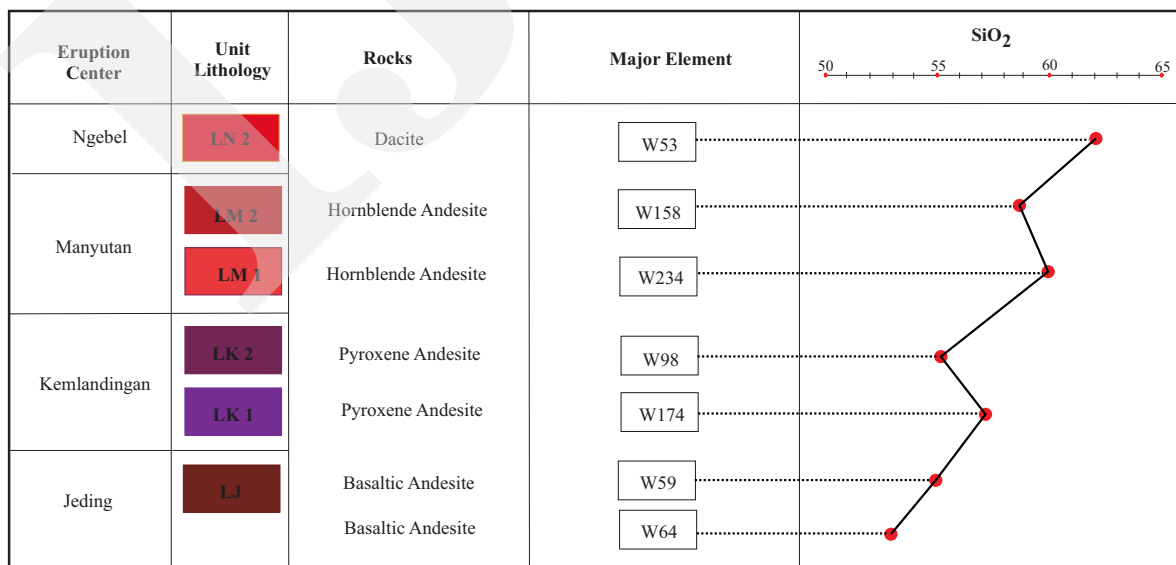 Eruption
Center
Unit
Lithology
Rocks
Major Element
SiO2
50 55 60 65
Ngebel
LN 2
Dacite
W53
Manyutan
LM 2
Hornblende Andesite
W158
LM 1
Hornblende Andesite
W234
Kemlandingan
LK 2
Pyroxene Andesite
W98
LK 1
Pyroxene Andesite
W174
Jeding
LJ
Basaltic Andesite
W59
Basaltic Andesite
W64